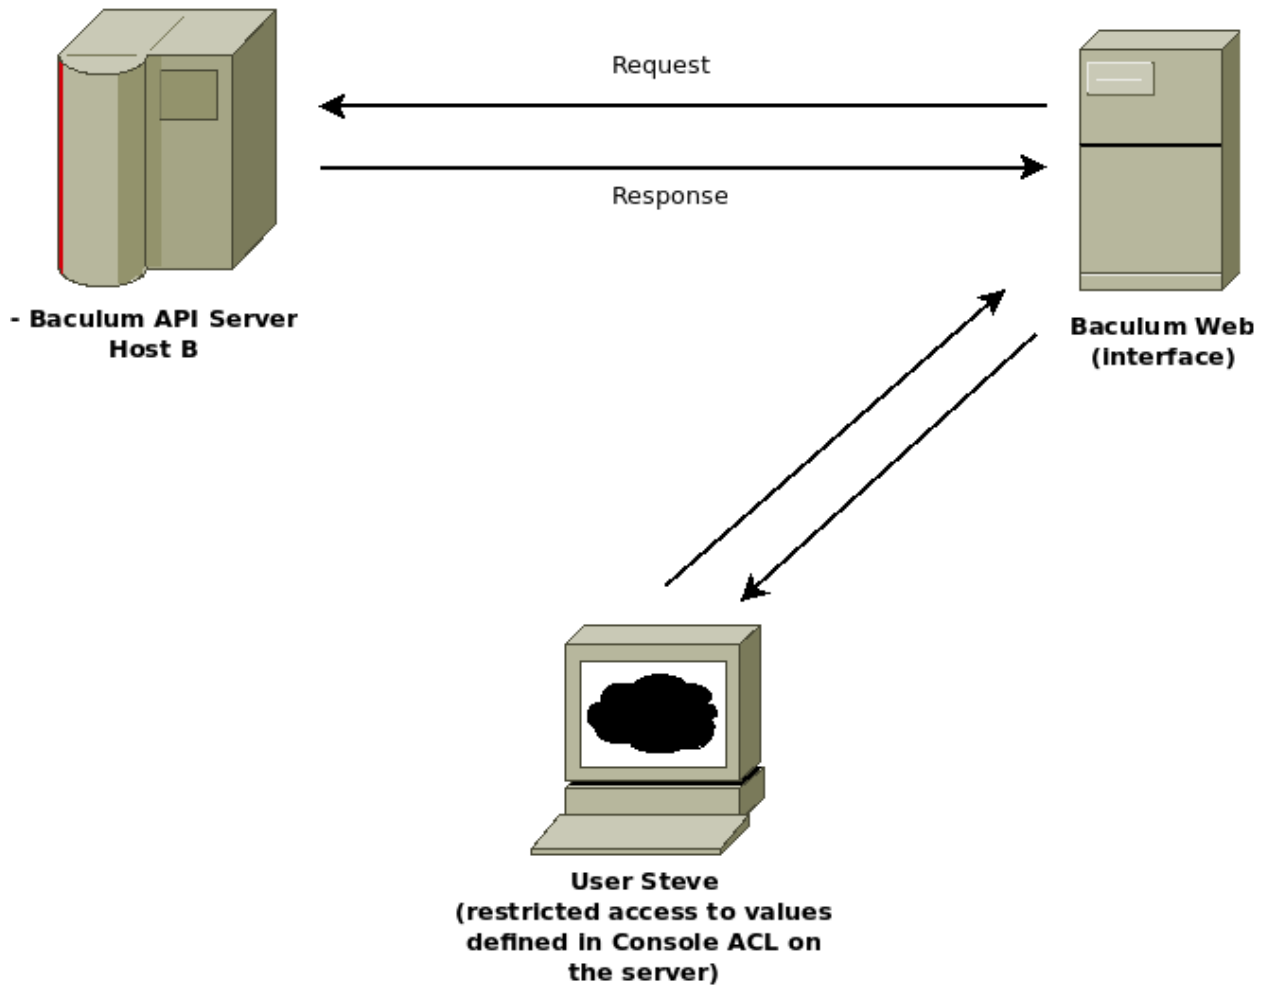 Request
Response
- Baculum API Server
Host B
Baculum Web
(interface)
User Steve
(restricted access to values
defined in Console ACL on
the server)